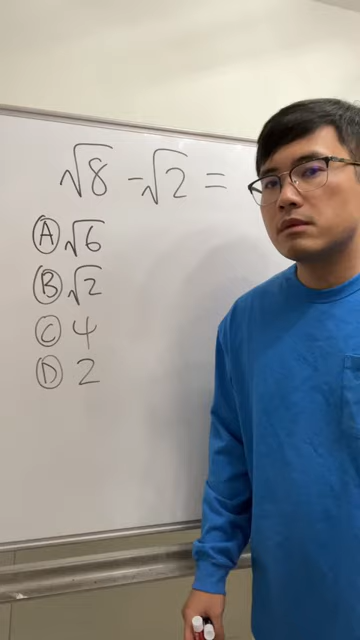 √8 - √2 =
Ⓐ √6
Ⓑ √2
Ⓒ 4
Ⓓ 2